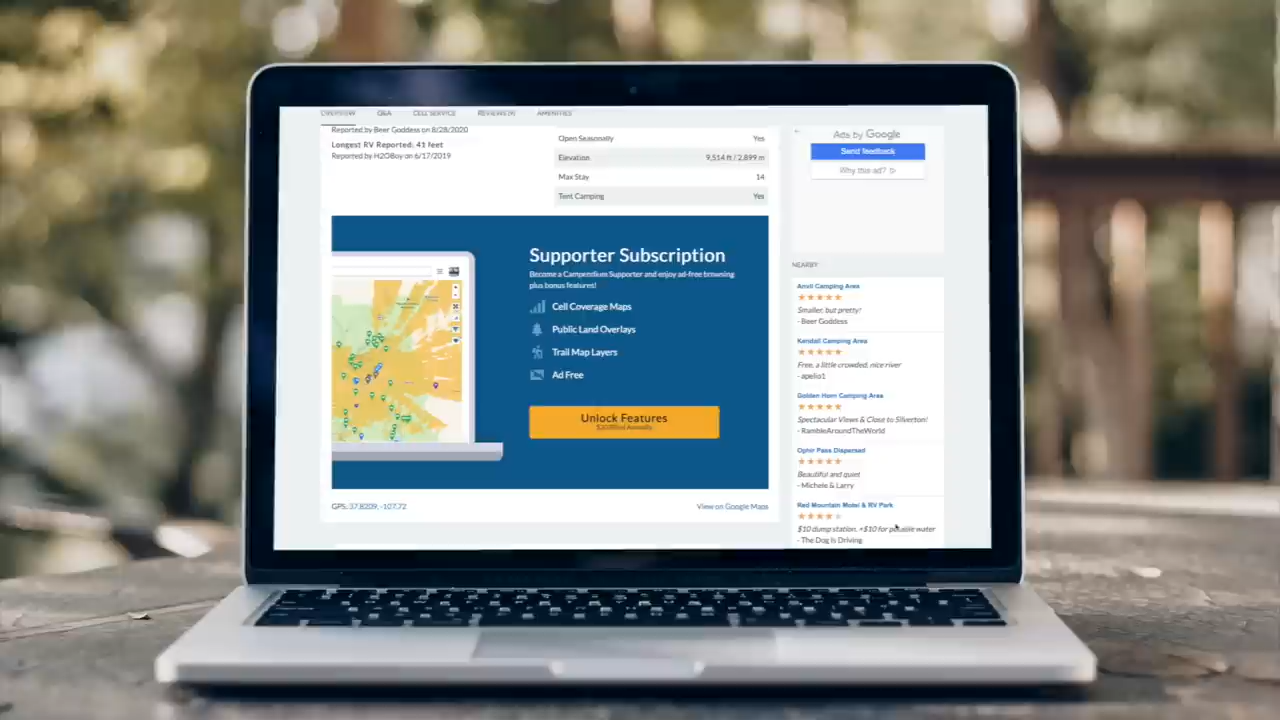 OVERVIEW Q&A CELL SERVICE REVIEWS AMENITIES
Reported by Beer Goddess on 8/28/2020
Longest RV Reported: 41 feet
Reported by H2OBoy on 6/17/2019
Open Seasonally Yes
Elevation 9,514 ft / 2,899 m
Max Stay 14
Tent Camping Yes
Supporter Subscription
Become a Campendium Supporter and enjoy ad-free browsing
plus bonus features!
Cell Coverage Maps
Public Land Overlays
Trail Map Layers
Ad Free
Unlock Features
GPS: 37.8209, -107.72
View on Google Maps
Ads by Google
Send feedback
Why this ad?
NEARBY
Anvil Camping Area
Smaller, but pretty!
- Beer Goddess
Kendall Camping Area
Free, a little crowded, nice river
- apelia1
Golden Horn Camping Area
Spectacular Views & Close to Silverton!
- RambleAroundTheWorld
Ophir Pass Dispersed
Beautiful and quiet
- Michele & Larry
Red Mountain Motel & RV Park
$10 dump station. +$10 for potable water
- The Dog Is Driving